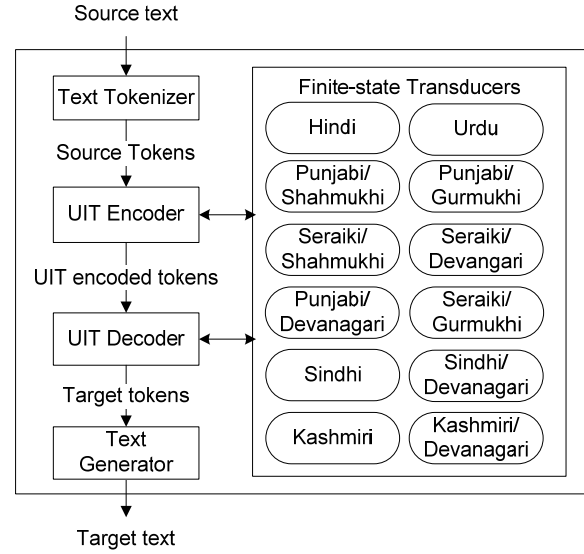 Source text
Text Tokenizer
Source Tokens
UIT Encoder
UIT encoded tokens
UIT Decoder
Target tokens
Text
Generator
Target text
Finite-state Transducers
Hindi
Urdu
Punjabi/
Shahmukhi
Punjabi/
Gurmukhi
Seraiki/
Shahmukhi
Seraiki/
Devangari
Punjabi/
Devanagari
Seraiki/
Gurmukhi
Sindhi
Sindhi/
Devanagari
Kashmiri
Kashmiri/
Devanagari